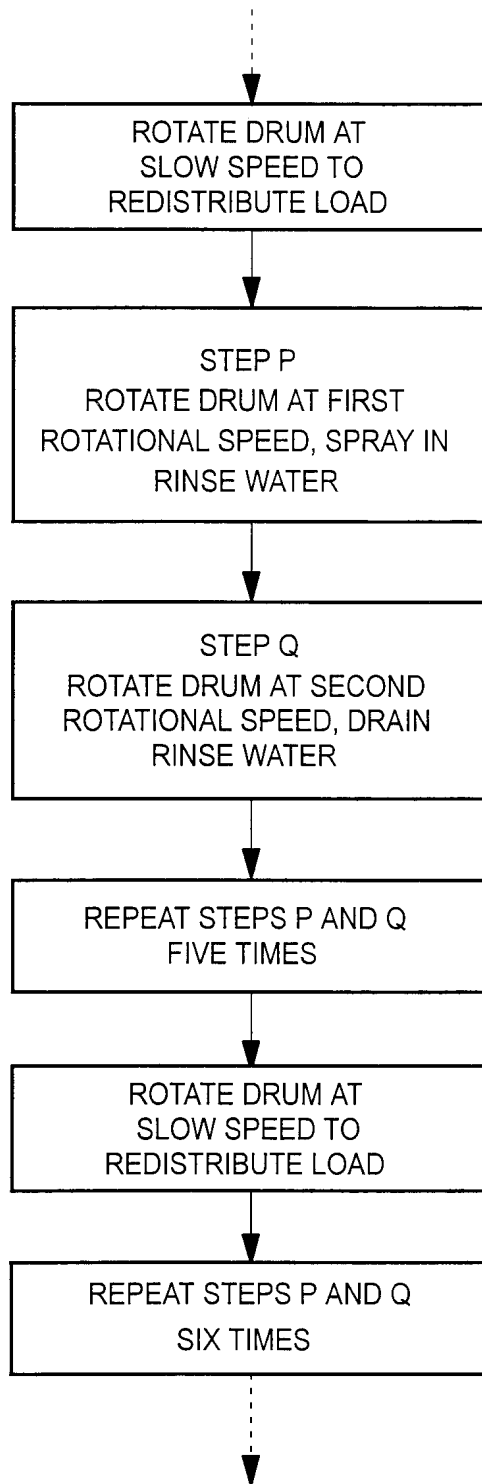 ROTATE DRUM AT
SLOW SPEED TO
REDISTRIBUTE LOAD
STEP P
ROTATE DRUM AT FIRST
ROTATIONAL SPEED, SPRAY IN
RINSE WATER
STEP Q
ROTATE DRUM AT SECOND
ROTATIONAL SPEED, DRAIN
RINSE WATER
REPEAT STEPS P AND Q
FIVE TIMES
ROTATE DRUM AT
SLOW SPEED TO
REDISTRIBUTE LOAD
REPEAT STEPS P AND Q
SIX TIMES